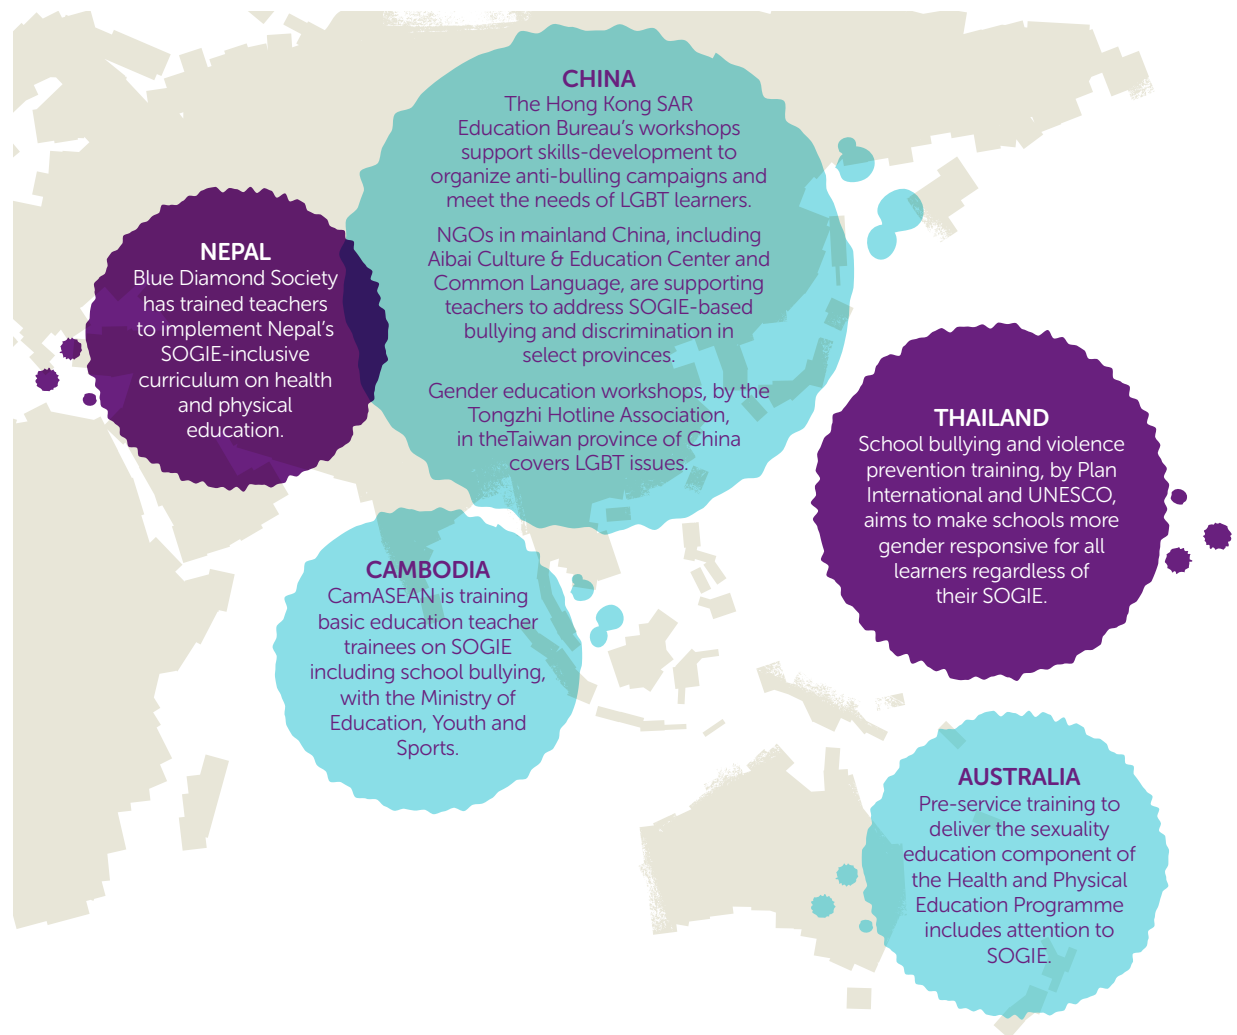 CHINA
The Hong Kong SAR
Education Bureau's workshops
support skills-development to
organize anti-bulling campaigns and
meet the needs of LGBT learners.
NGOs in mainland China, including
Aibai Culture & Education Center and
Common Language, are supporting
teachers to address SOGIE-based
bullying and discrimination in
select provinces.
Gender education workshops, by the
Tongzhi Hotline Association,
in theTaiwan province of China
covers LGBT issues.
NEPAL
Blue Diamond Society
has trained teachers
to implement Nepal's
SOGIE-inclusive
curriculum on health
and physical
education.
THAILAND
School bullying and violence
prevention training, by Plan
International and UNESCO,
aims to make schools more
gender responsive for all
learners regardless of
their SOGIE.
CAMBODIA
CamASEAN is training
basic education teacher
trainees on SOGIE
including school bullying,
with the Ministry of
Education, Youth and
Sports.
AUSTRALIA
Pre-service training to
deliver the sexuality
education component of
the Health and Physical
Education Programme
includes attention to
SOGIE.